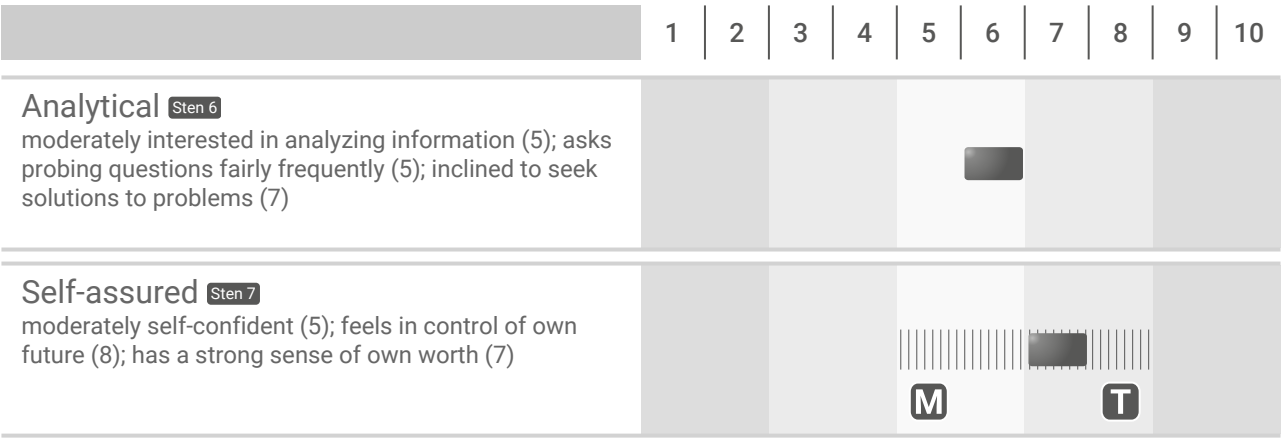 1 2 3 4 5 6 7 8 9 10
Analytical Sten 6
moderately interested in analyzing information (5); asks
probing questions fairly frequently (5); inclined to seek
solutions to problems (7)
Self-assured Sten 7
moderately self-confident (5); feels in control of own
future (8); has a strong sense of own worth (7)
M T